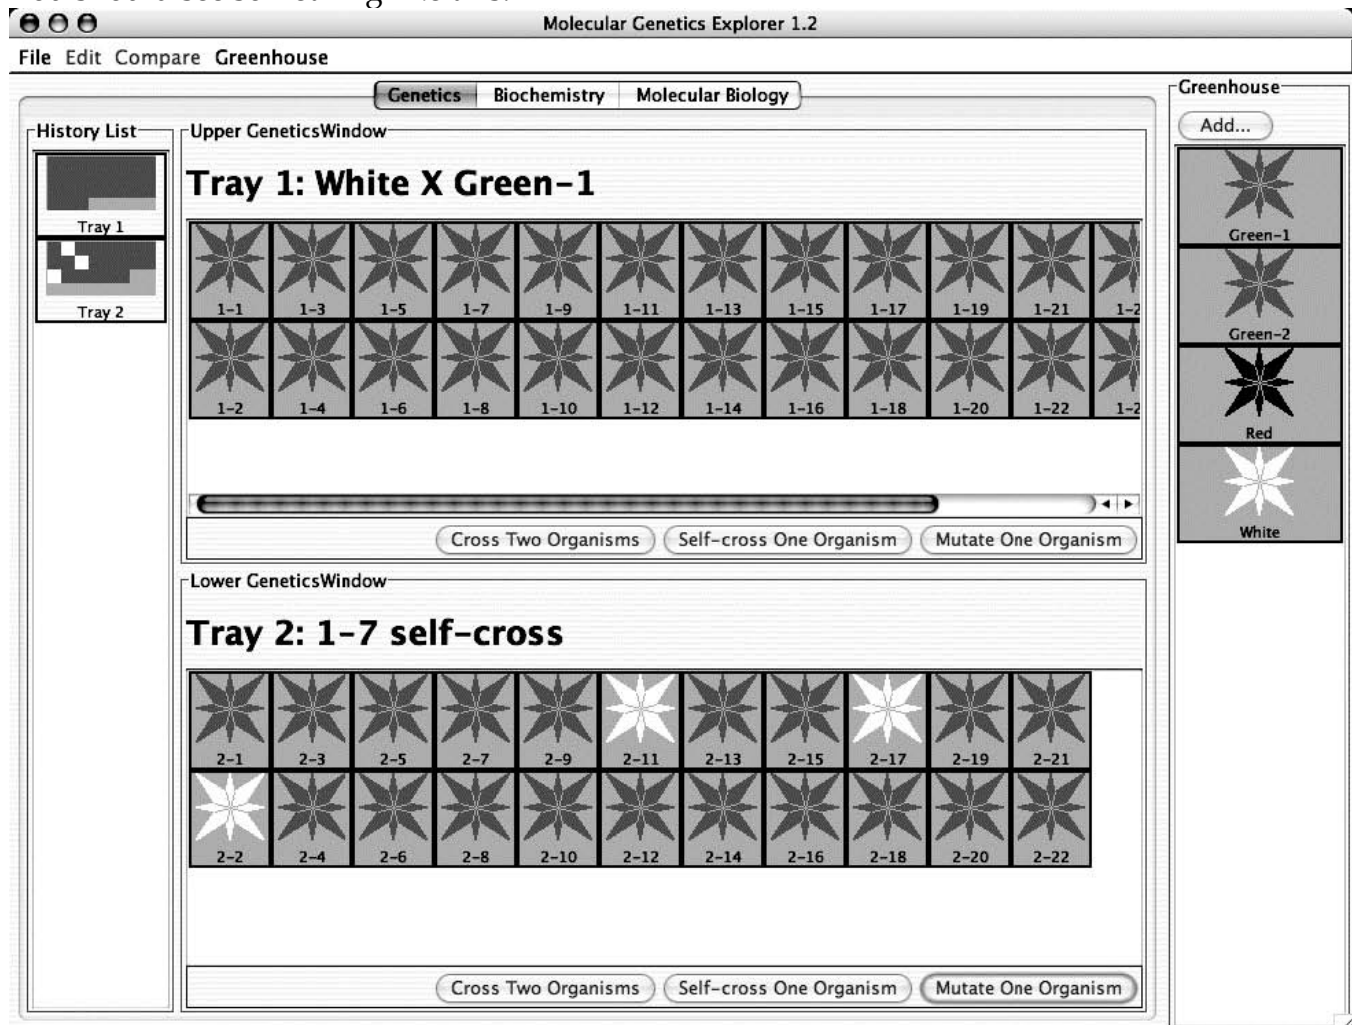 Molecular Genetics Explorer 1.2
File Edit Compare Greenhouse
Genetics Biochemistry Molecular Biology
History List
Tray 1
Tray 2
Upper GeneticsWindow
Tray 1: White X Green-1
1-1 1-3 1-5 1-7 1-9 1-11 1-13 1-15 1-17 1-19 1-21
1-2 1-4 1-6 1-8 1-10 1-12 1-14 1-16 1-18 1-20 1-22
Cross Two Organisms Self-cross One Organism Mutate One Organism
Lower GeneticsWindow
Tray 2: 1-7 self-cross
2-1 2-3 2-5 2-7 2-9 2-11 2-13 2-15 2-17 2-19 2-21
2-2 2-4 2-6 2-8 2-10 2-12 2-14 2-16 2-18 2-20 2-22
Cross Two Organisms Self-cross One Organism Mutate One Organism
Greenhouse
Add...
Green-1
Green-2
Red
White